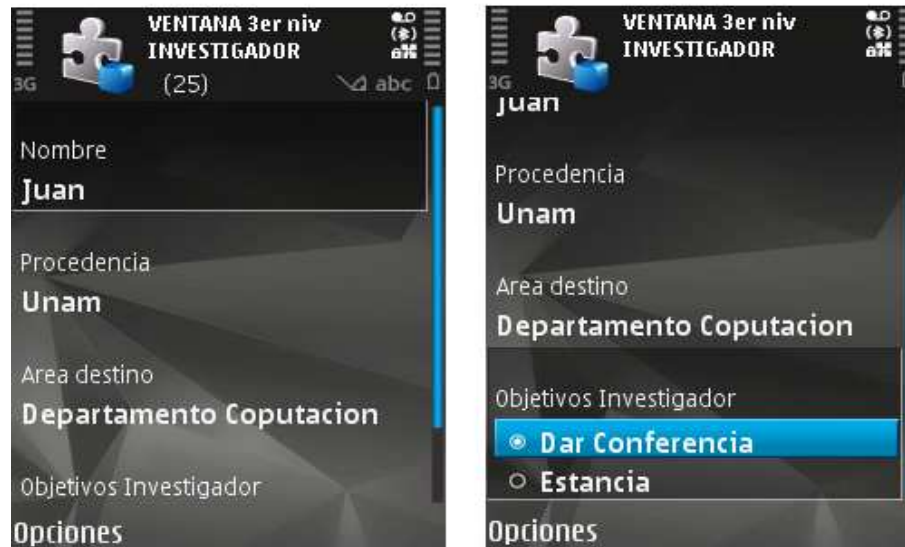 VENTANA 3er niv
INVESTIGADOR
3G
(25)
abc
Nombre
Juan
Procedencia
Unam
Area destino
Departamento Coputacion
Objetivos Investigador
Opciones
VENTANA 3er niv
INVESTIGADOR
3G
Juan
Procedencia
Unam
Area destino
Departamento Coputacion
Objetivos Investigador
Dar Conferencia
Estancia
Opciones